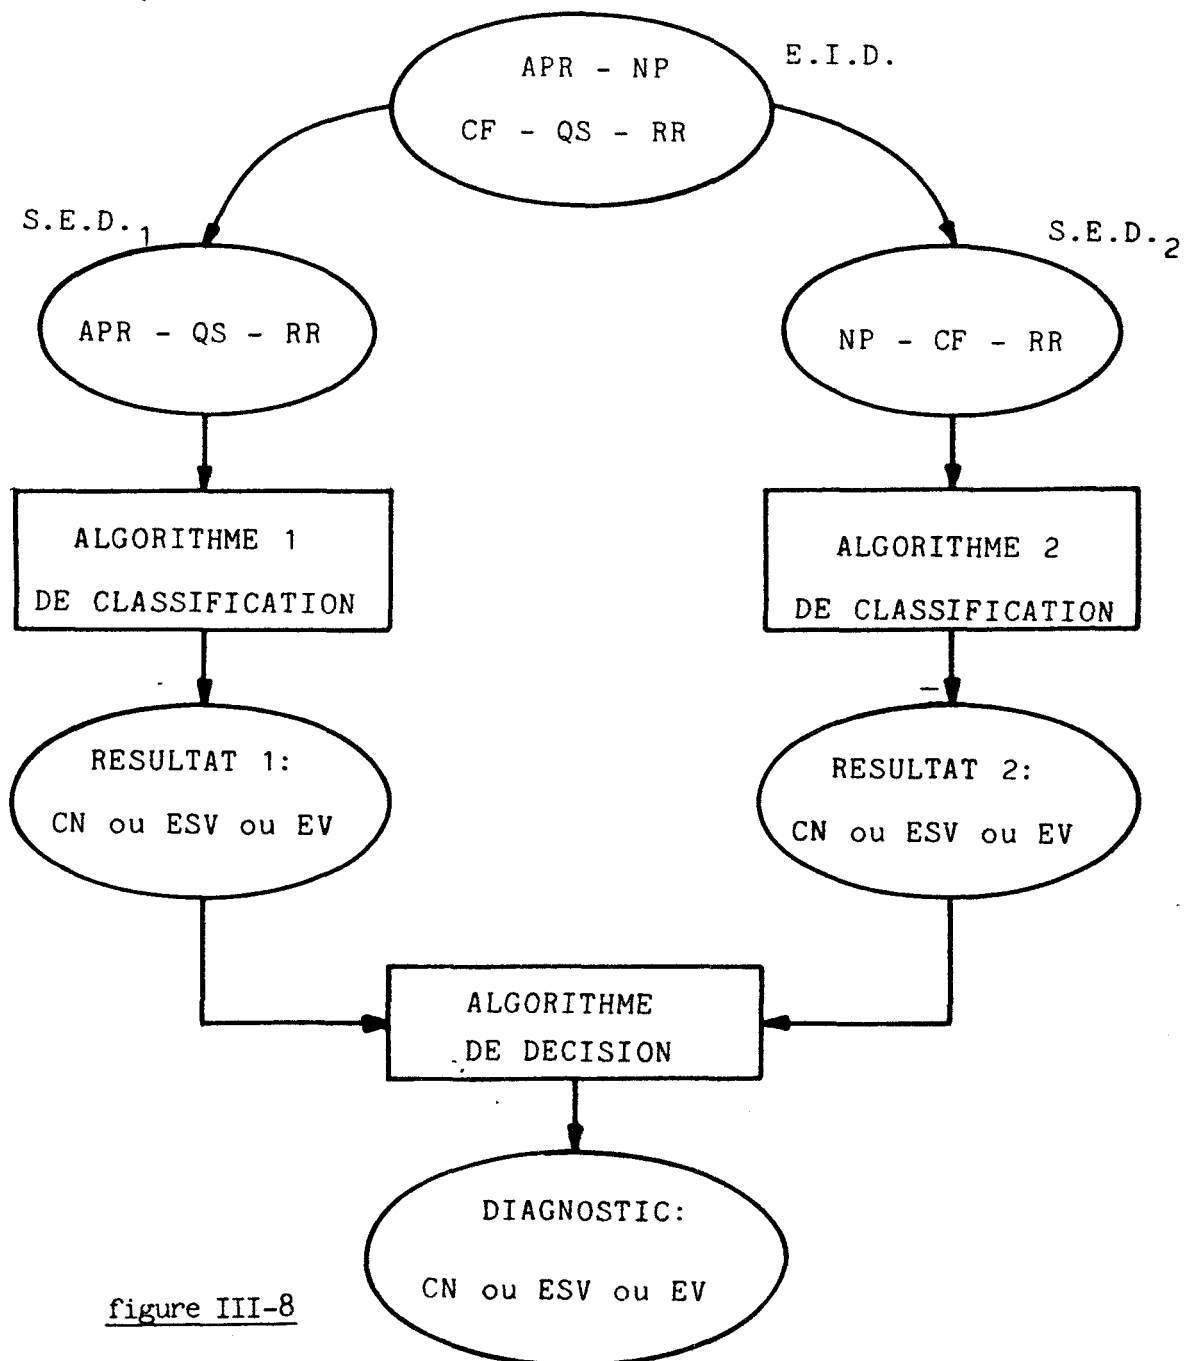 E.I.D.
APR - NP
CF - QS - RR
S.E.D.1
S.E.D.2
APR - QS - RR
NP - CF - RR
ALGORITHME 1
DE CLASSIFICATION
ALGORITHME 2
DE CLASSIFICATION
RESULTAT 1:
CN ou ESV ou EV
RESULTAT 2:
CN ou ESV ou EV
ALGORITHME
DE DECISION
DIAGNOSTIC:
CN ou ESV ou EV
figure III-8